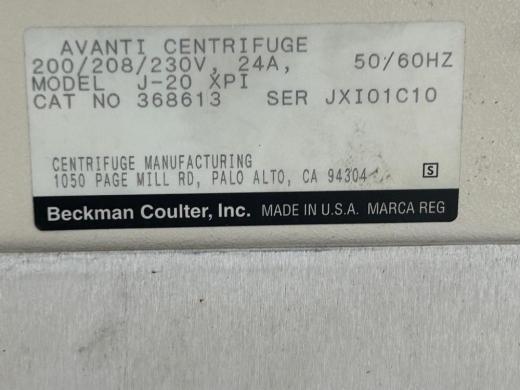 AVANTI CENTRIFUGE
200/208/230V, 24A, 50/60HZ
MODEL J-20 XPI
CAT NO 368613 SER JXI01C10
CENTRIFUGE MANUFACTURING
1050 PAGE MILL RD, PALO ALTO, CA 94304
S
Beckman Coulter, Inc. MADE IN U.S.A. MARCA REG